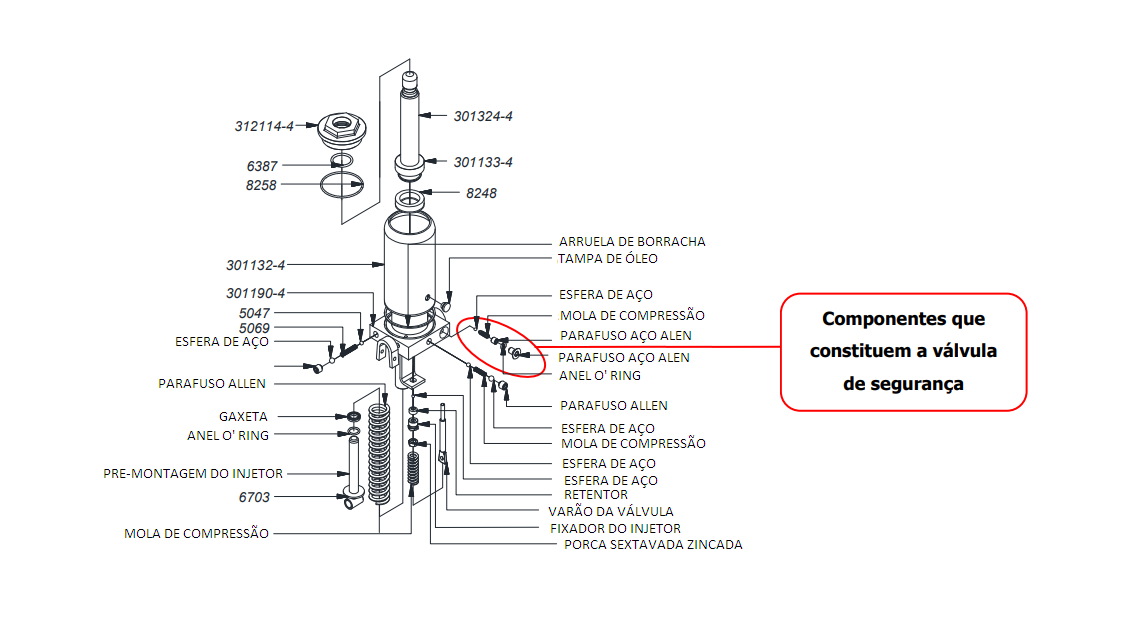 312114-4
6387
8258
301324-4
301133-4
8248
301132-4
301190-4
5047
5069
ESFERA DE AÇO
PARAFUSO ALLEN
GAXETA
ANEL O' RING
PRE-MONTAGEM DO INJETOR
6703
MOLA DE COMPRESSÃO
ARRUELA DE BORRACHA
TAMPA DE ÓLEO
ESFERA DE AÇO
MOLA DE COMPRESSÃO
PARAFUSO AÇO ALEN
PARAFUSO AÇO ALEN
ANEL O' RING
PARAFUSO ALLEN
ESFERA DE AÇO
MOLA DE COMPRESSÃO
ESFERA DE AÇO
ESFERA DE AÇO
RETENTOR
VARÃO DA VÁLVULA
FIXADOR DO INJETOR
PORCA SEXTAVADA ZINCADA
Componentes que
constituem a válvula
de segurança